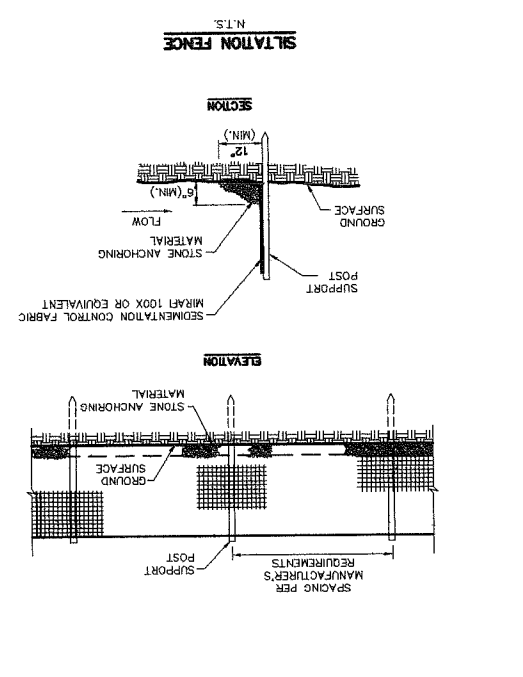 SPACING PER
MANUFACTURER'S
REQUIREMENTS
SUPPORT
POST
GROUND
SURFACE
STONE ANCHORING
MATERIAL
ELEVATION
SEDIMENTATION CONTROL FABRIC
MIRAFI 100X OR EQUIVALENT
SUPPORT
POST
STONE ANCHORING
MATERIAL
GROUND
SURFACE
FLOW
6"(MIN.)
12"
(MIN.)
SECTION
SILTATION FENCE
N.T.S.